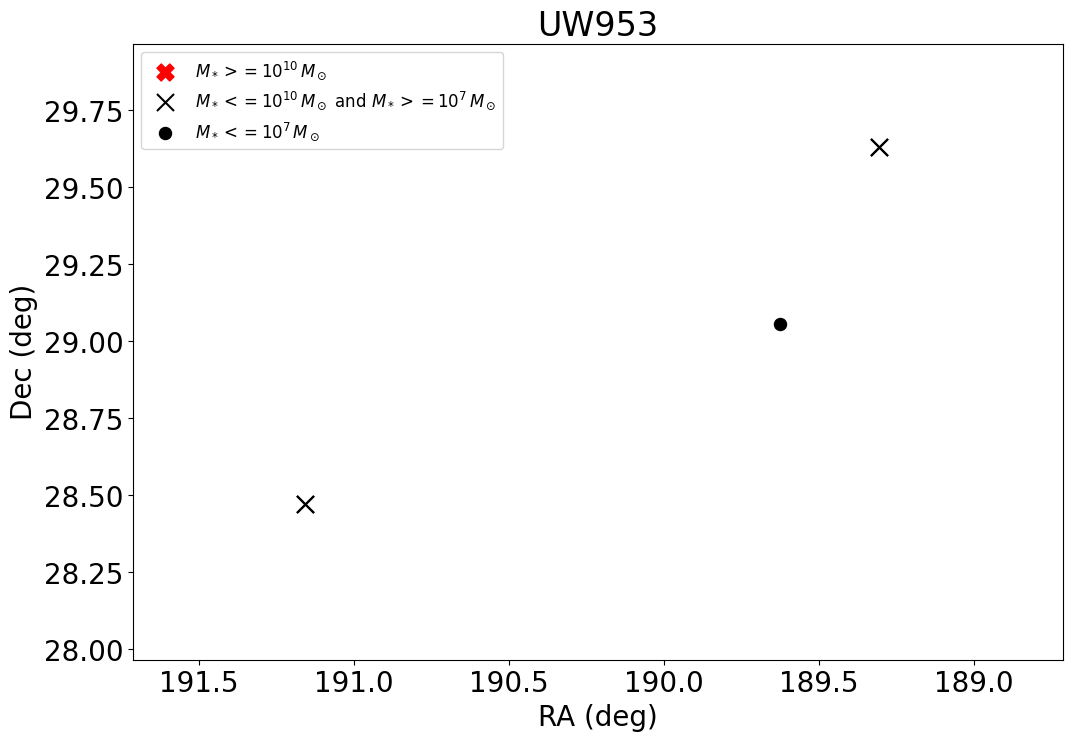 UW953
M* >= 10^10 M⊙
M* <= 10^10 M⊙ and M* >= 10^7 M⊙
M* <= 10^7 M⊙
29.75
29.50
29.25
29.00
28.75
28.50
28.25
28.00
Dec (deg)
191.5 191.0 190.5 190.0 189.5 189.0
RA (deg)